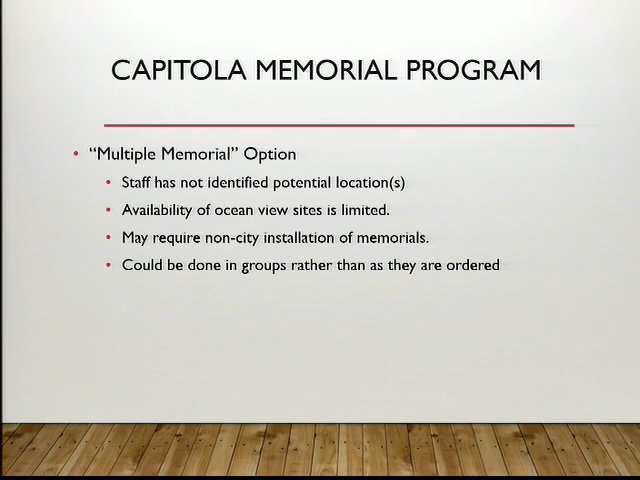 CAPITOLA MEMORIAL PROGRAM
• “Multiple Memorial” Option
• Staff has not identified potential location(s)
• Availability of ocean view sites is limited.
• May require non-city installation of memorials.
• Could be done in groups rather than as they are ordered